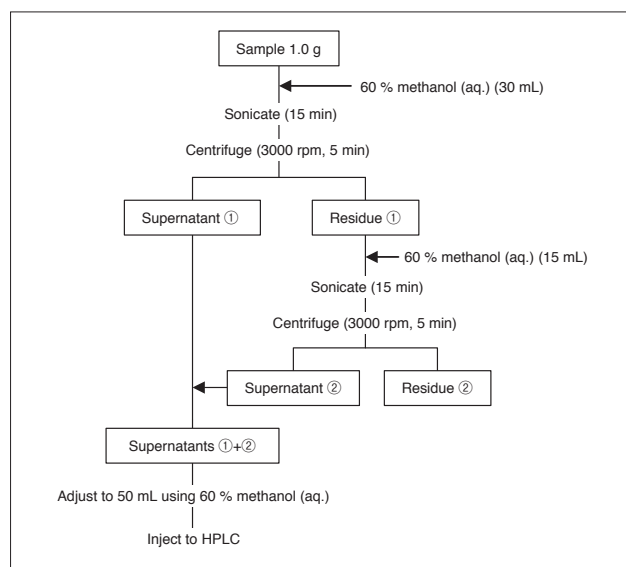 Sample 1.0 g
60 % methanol (aq.) (30 mL)
Sonicate (15 min)
Centrifuge (3000 rpm, 5 min)
Supernatant ①
Residue ①
60 % methanol (aq.) (15 mL)
Sonicate (15 min)
Centrifuge (3000 rpm, 5 min)
Supernatant ②
Residue ②
Supernatants ①+②
Adjust to 50 mL using 60 % methanol (aq.)
Inject to HPLC